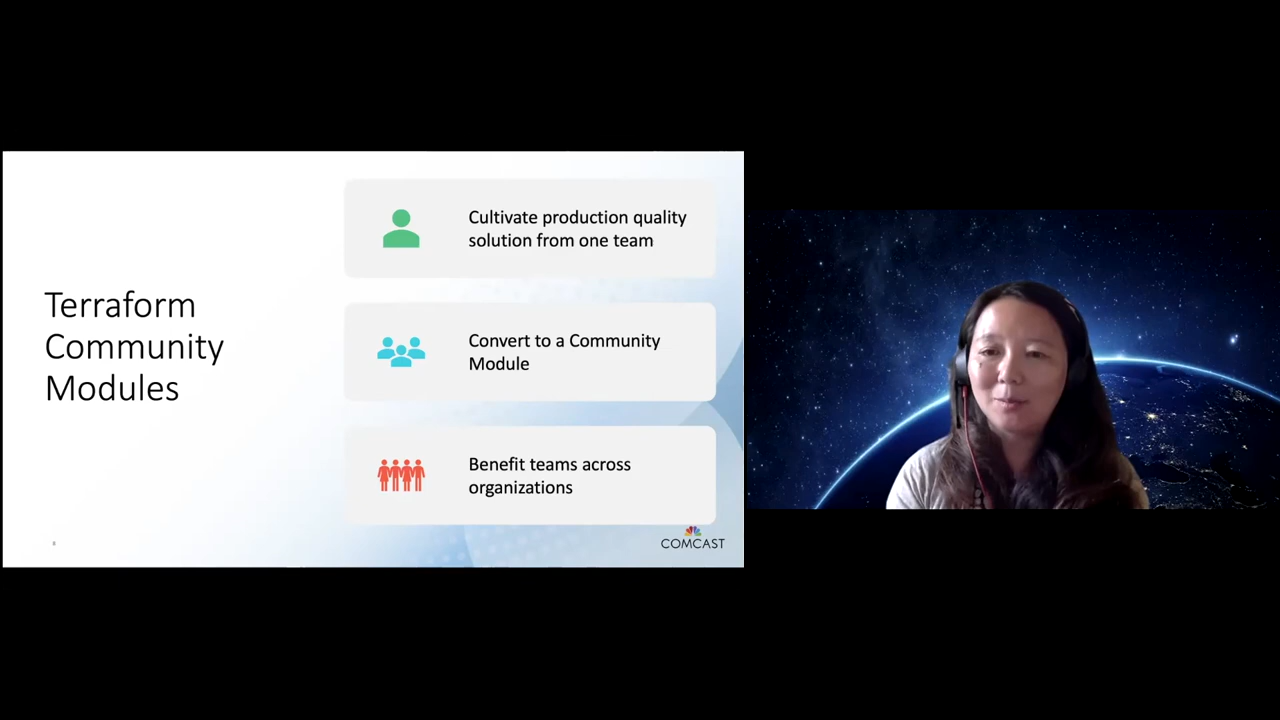 Terraform
Community
Modules
Cultivate production quality
solution from one team
Convert to a Community
Module
Benefit teams across
organizations
8
COMCAST